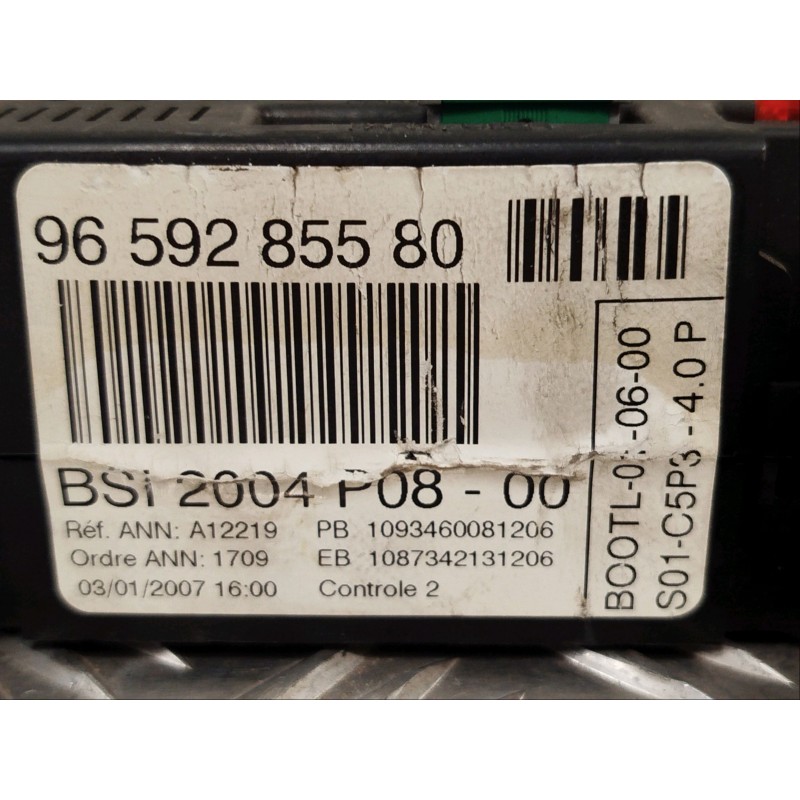 96 592 855 80
BSI 2004 P08 - 00
Réf. ANN: A12219 PB 1093460081206
Ordre ANN: 1709 EB 1087342131206
03/01/2007 16:00 Controle 2
S01-C5P3 - 4.0 P